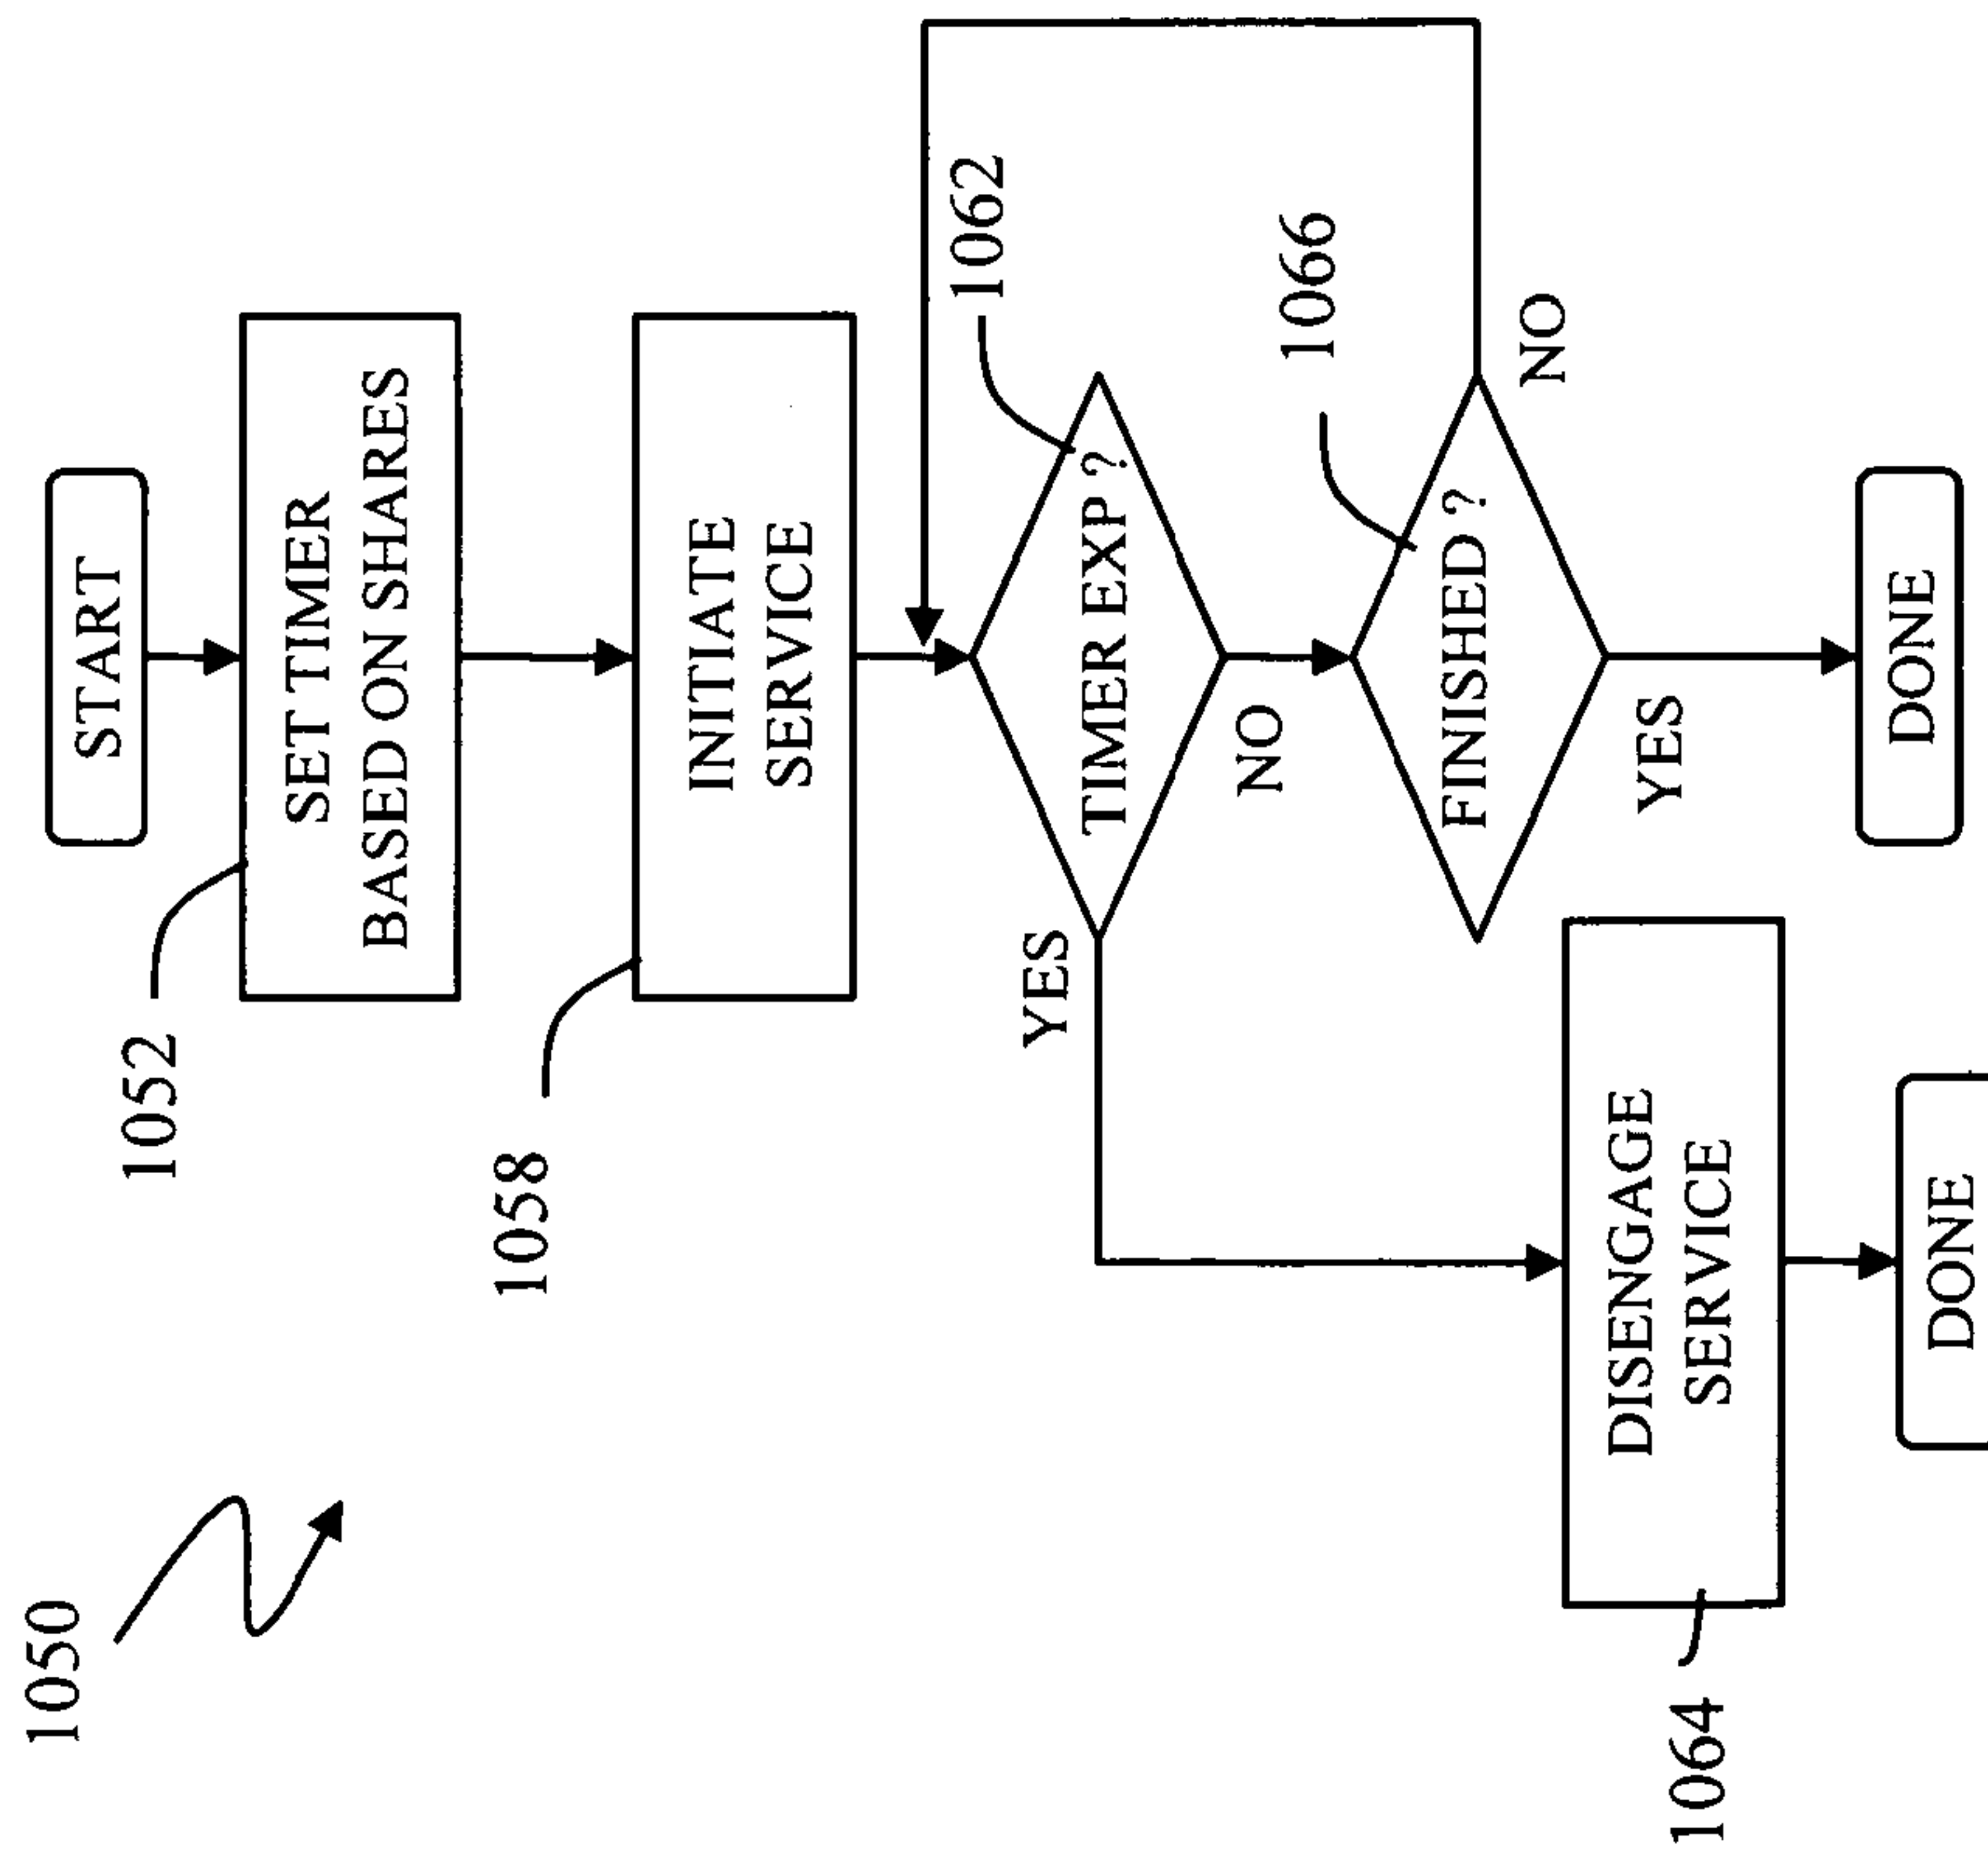 1050
START
1052
SET TIMER
BASED ON SHARES
1058
INITIATE
SERVICE
1062
TIMER EXP ?
YES
NO
1066
FINISHED ?
NO
YES
DISENGAGE
SERVICE
1064
DONE
DONE